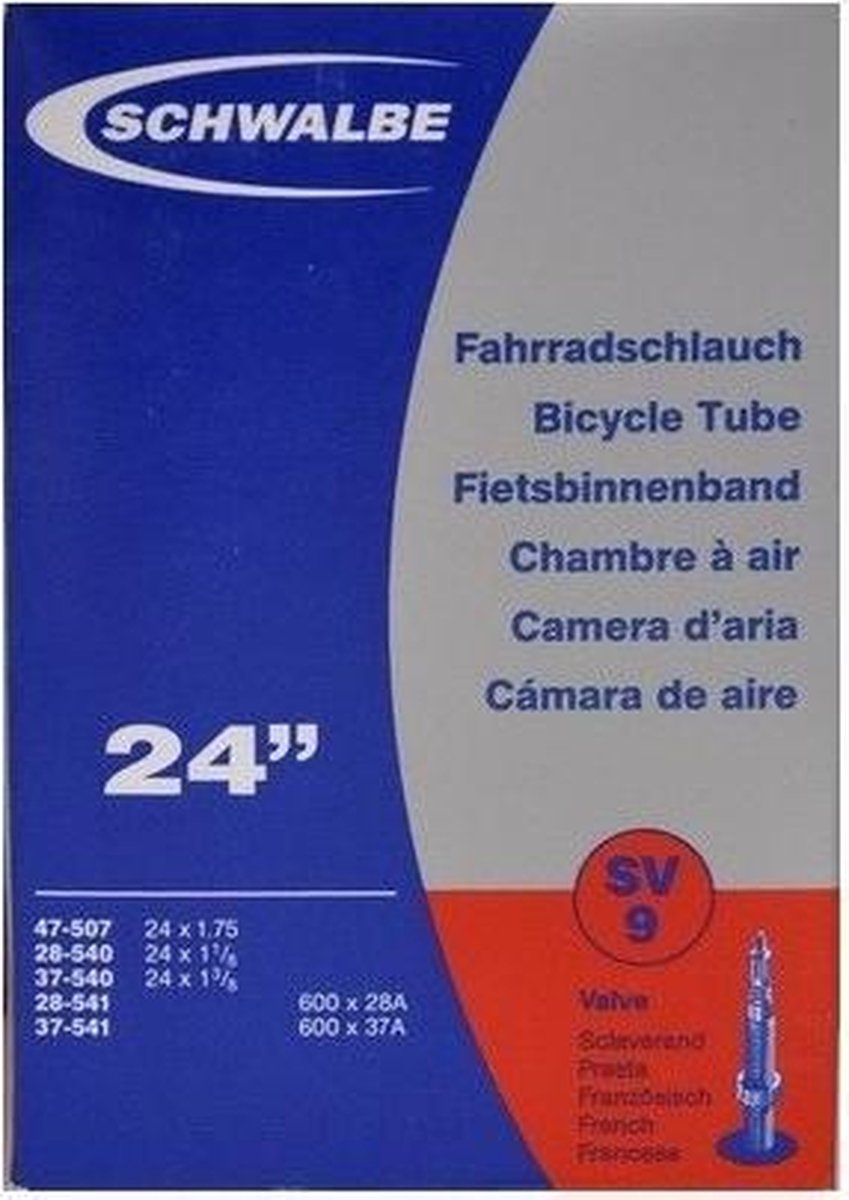 SCHWALBE
Fahrradschlauch
Bicycle Tube
Fietsbinnenband
Chambre à air
Camera d'aria
Cámara de aire
24”
47-507 24 x 1.75
28-540 24 x 1 1/8
37-540 24 x 1 3/8
28-541 600 x 28A
37-541 600 x 37A
SV
9
Valve
Sclaverand
Presta
Französisch
French
Francese